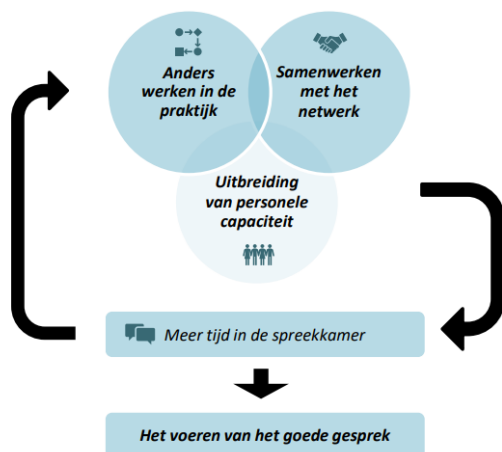 Anders
werken in de
praktijk
Samenwerken
met het
netwerk
Uitbreiding
van personele
capaciteit
Meer tijd in de spreekkamer
Het voeren van het goede gesprek